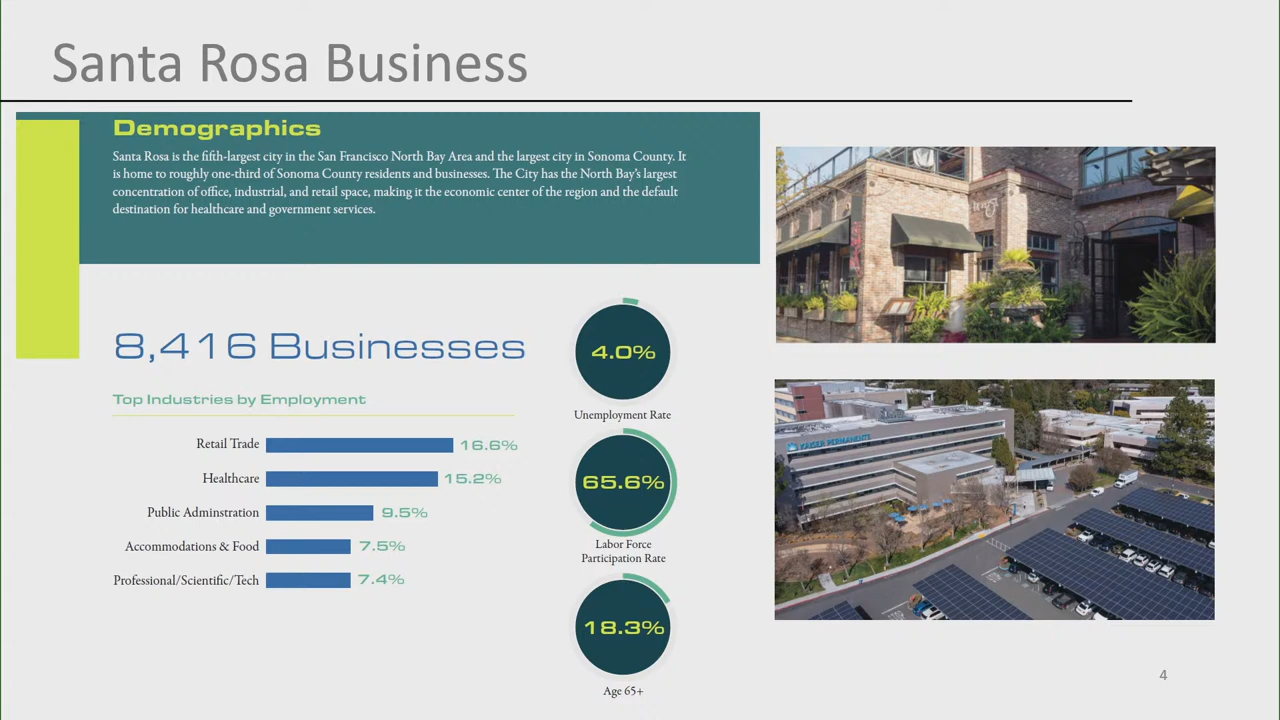 Santa Rosa Business
Demographics
Santa Rosa is the fifth-largest city in the San Francisco North Bay Area and the largest city in Sonoma County. It
is home to roughly one-third of Sonoma County residents and businesses. The City has the North Bay's largest
concentration of office, industrial, and retail space, making it the economic center of the region and the default
destination for healthcare and government services.
8,416 Businesses
Top Industries by Employment
Retail Trade 16.6%
Healthcare 15.2%
Public Adminstration 9.5%
Accommodations & Food 7.5%
Professional/Scientific/Tech 7.4%
4.0%
Unemployment Rate
65.6%
Labor Force
Participation Rate
18.3%
Age 65+
KAISER PERMANENTE
4